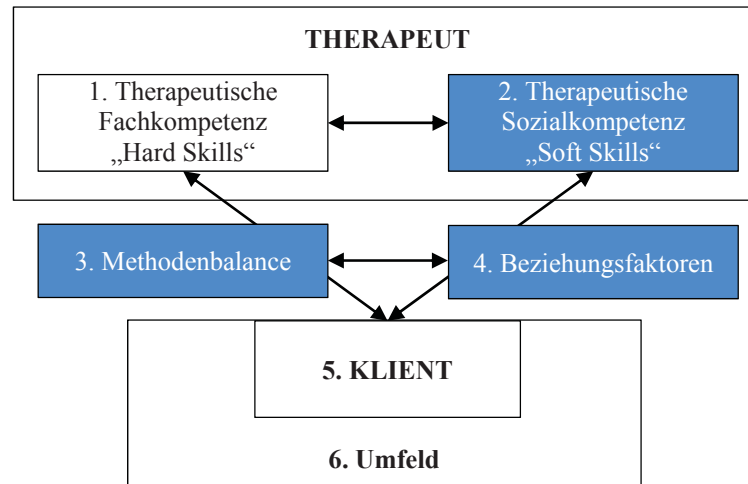 THERAPEUT
1. Therapeutische
Fachkompetenz
„Hard Skills“
2. Therapeutische
Sozialkompetenz
„Soft Skills“
3. Methodenbalance
4. Beziehungsfaktoren
5. KLIENT
6. Umfeld